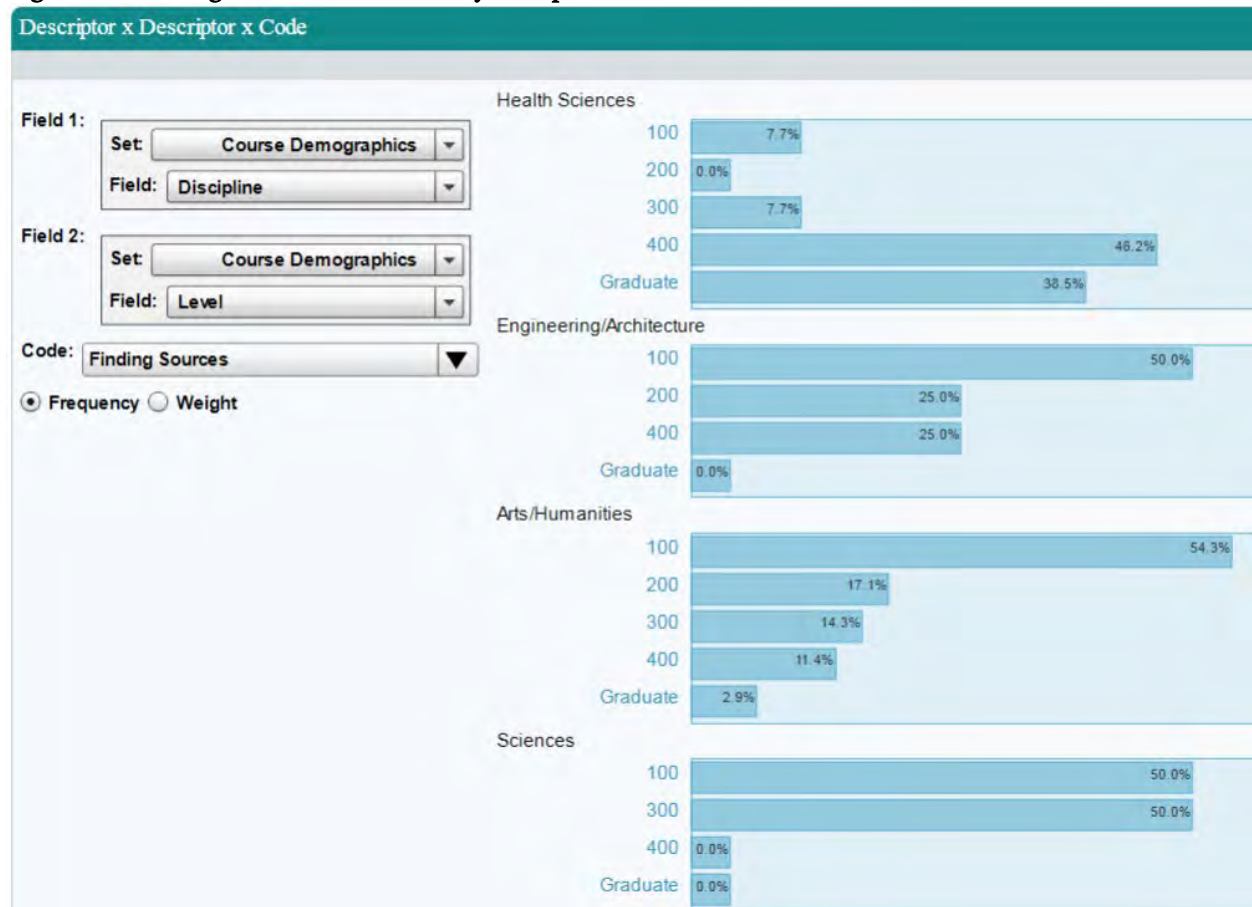 Descriptor x Descriptor x Code
Field 1:
Set: Course Demographics
Field: Discipline
Field 2:
Set: Course Demographics
Field: Level
Code: Finding Sources
Frequency Weight
Health Sciences
100 7.7%
200 0.0%
300 7.7%
400 46.2%
Graduate 38.5%
Engineering/Architecture
100 50.0%
200 25.0%
400 25.0%
Graduate 0.0%
Arts/Humanities
100 54.3%
200 17.1%
300 14.3%
400 11.4%
Graduate 2.9%
Sciences
100 50.0%
300 50.0%
400 0.0%
Graduate 0.0%